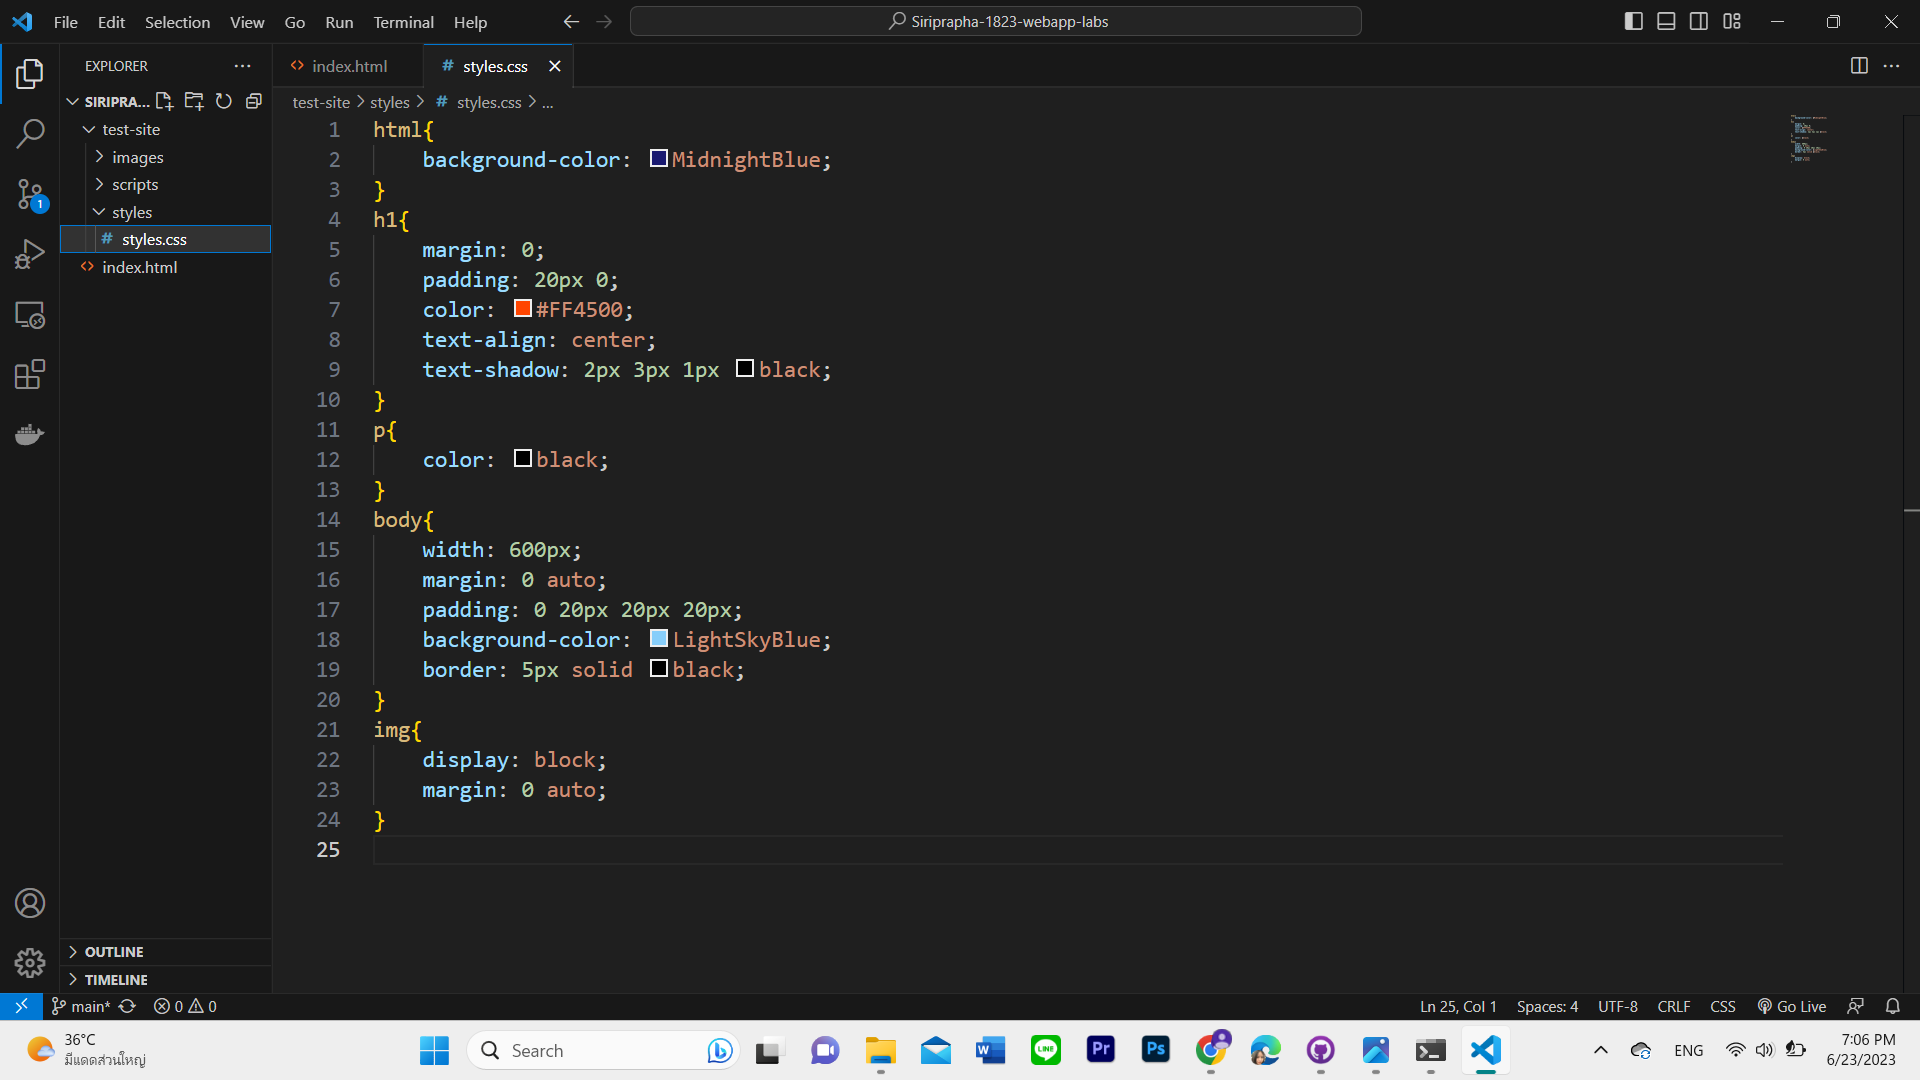 File Edit Selection View Go Run Terminal Help
Siriprapha-1823-webapp-labs
EXPLORER
SIRIPRA...
test-site
images
scripts
styles
# styles.css
<> index.html
OUTLINE
TIMELINE
<> index.html
# styles.css
test-site > styles > # styles.css > ...
1 html{
2 background-color: MidnightBlue;
3 }
4 h1{
5 margin: 0;
6 padding: 20px 0;
7 color: #FF4500;
8 text-align: center;
9 text-shadow: 2px 3px 1px black;
10 }
11 p{
12 color: black;
13 }
14 body{
15 width: 600px;
16 margin: 0 auto;
17 padding: 0 20px 20px 20px;
18 background-color: LightSkyBlue;
19 border: 5px solid black;
20 }
21 img{
22 display: block;
23 margin: 0 auto;
24 }
25
1
main* 0 0
Ln 25, Col 1 Spaces: 4 UTF-8 CRLF CSS Go Live
36°C
มีแดดส่วนใหญ่
Search
W
LINE
Pr
Ps
ENG
7:06 PM
6/23/2023